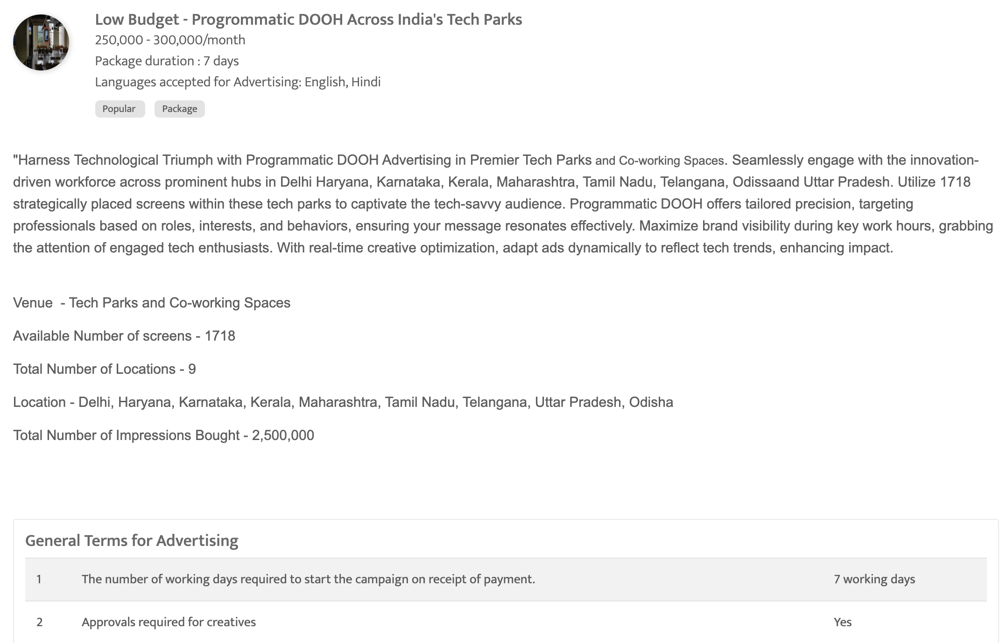 Low Budget - Progrommatic DOOH Across India's Tech Parks
250,000 - 300,000/month
Package duration : 7 days
Languages accepted for Advertising: English, Hindi
Popular Package
"Harness Technological Triumph with Programmatic DOOH Advertising in Premier Tech Parks and Co-working Spaces. Seamlessly engage with the innovation-
driven workforce across prominent hubs in Delhi Haryana, Karnataka, Kerala, Maharashtra, Tamil Nadu, Telangana, Odissaand Uttar Pradesh. Utilize 1718
strategically placed screens within these tech parks to captivate the tech-savvy audience. Programmatic DOOH offers tailored precision, targeting
professionals based on roles, interests, and behaviors, ensuring your message resonates effectively. Maximize brand visibility during key work hours, grabbing
the attention of engaged tech enthusiasts. With real-time creative optimization, adapt ads dynamically to reflect tech trends, enhancing impact.
Venue  - Tech Parks and Co-working Spaces
Available Number of screens - 1718
Total Number of Locations - 9
Location - Delhi, Haryana, Karnataka, Kerala, Maharashtra, Tamil Nadu, Telangana, Uttar Pradesh, Odisha
Total Number of Impressions Bought - 2,500,000
General Terms for Advertising
1 The number of working days required to start the campaign on receipt of payment. 7 working days
2 Approvals required for creatives Yes